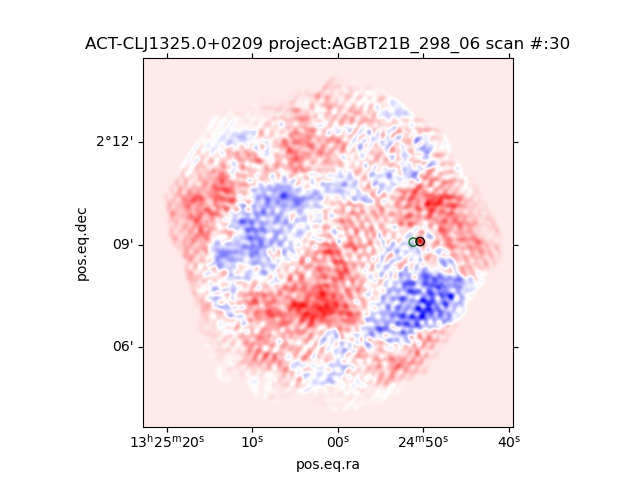 ACT-CLJ1325.0+0209 project:AGBT21B_298_06 scan #:30
2°12'
09'
06'
pos.eq.dec
13ʰ25ᵐ20ˢ 10ˢ 00ˢ 24ᵐ50ˢ 40ˢ
pos.eq.ra